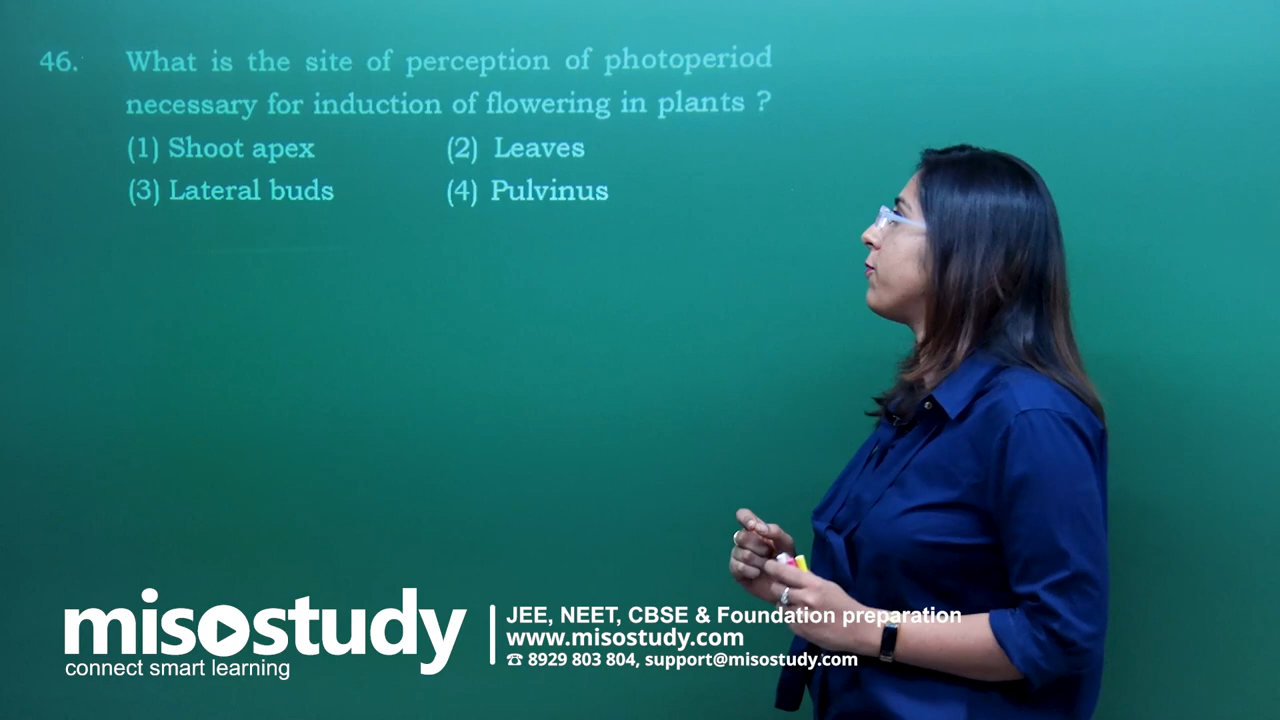 46. What is the site of perception of photoperiod
necessary for induction of flowering in plants ?
(1) Shoot apex (2) Leaves
(3) Lateral buds (4) Pulvinus
misostudy
connect smart learning
JEE, NEET, CBSE & Foundation preparation
www.misostudy.com
☎ 8929 803 804, support@misostudy.com